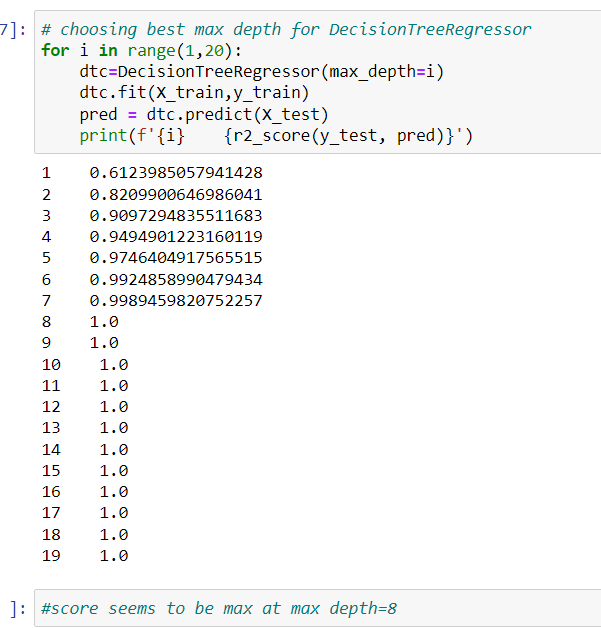 7]: # choosing best max depth for DecisionTreeRegressor
for i in range(1,20):
    dtc=DecisionTreeRegressor(max_depth=i)
    dtc.fit(X_train,y_train)
    pred = dtc.predict(X_test)
    print(f'{i}    {r2_score(y_test, pred)}')
1    0.6123985057941428
2    0.8209900646986041
3    0.9097294835511683
4    0.9494901223160119
5    0.9746404917565515
6    0.9924858990479434
7    0.9989459820752257
8    1.0
9    1.0
10    1.0
11    1.0
12    1.0
13    1.0
14    1.0
15    1.0
16    1.0
17    1.0
18    1.0
19    1.0
]: #score seems to be max at max depth=8